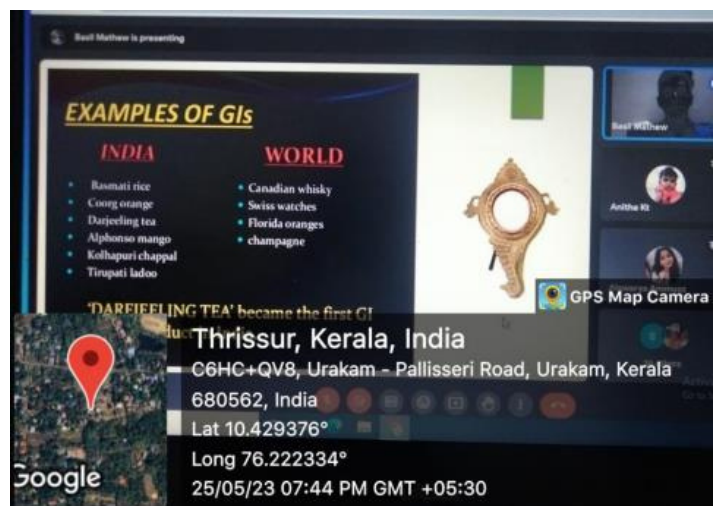 Basil Mathew is presenting
EXAMPLES OF GIs
INDIA
Basmati rice
Coorg orange
Darjeeling tea
Alphonso mango
Kolhapuri chappal
Tirupati ladoo
WORLD
Canadian whisky
Swiss watches
Florida oranges
champagne
TEA' became the first GI
Basil Mathew
Anitha Kt
GPS Map Camera
Thrissur, Kerala, India
C6HC+QV8, Urakam - Pallisseri Road, Urakam, Kerala
680562, India
Lat 10.429376°
Long 76.222334°
25/05/23 07:44 PM GMT +05:30
Google